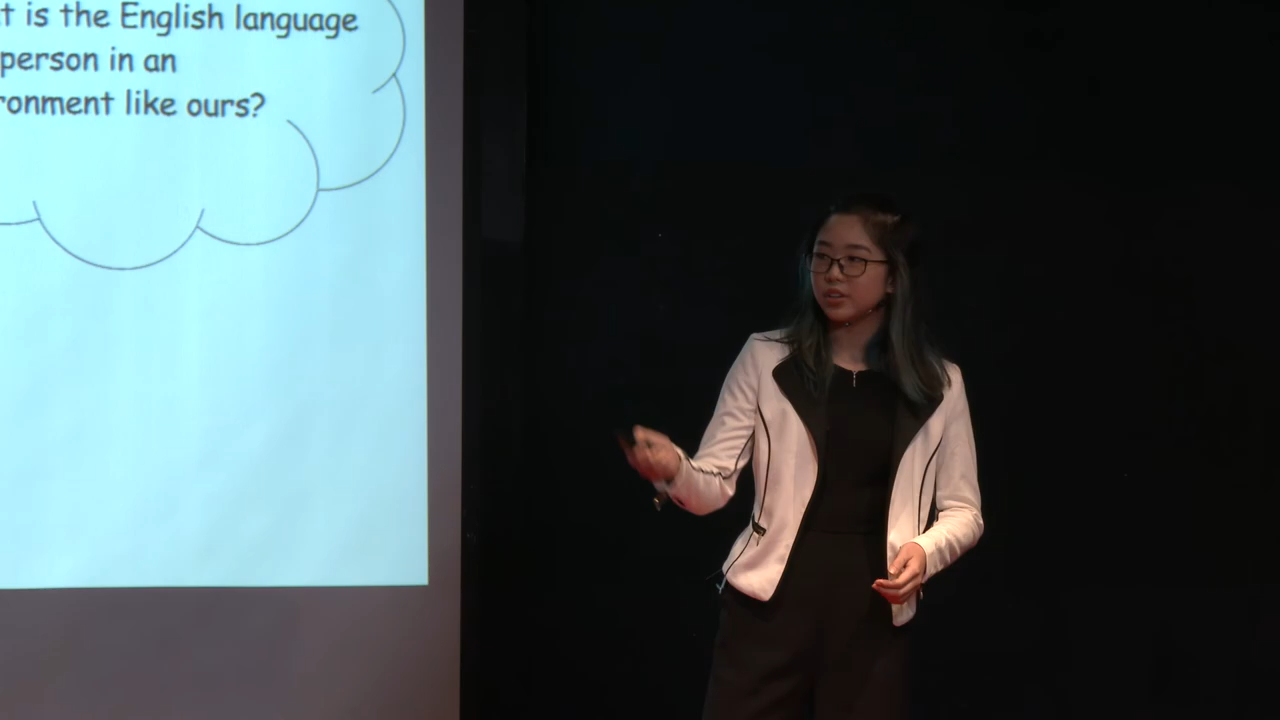 t is the English language
person in an
ronment like ours?